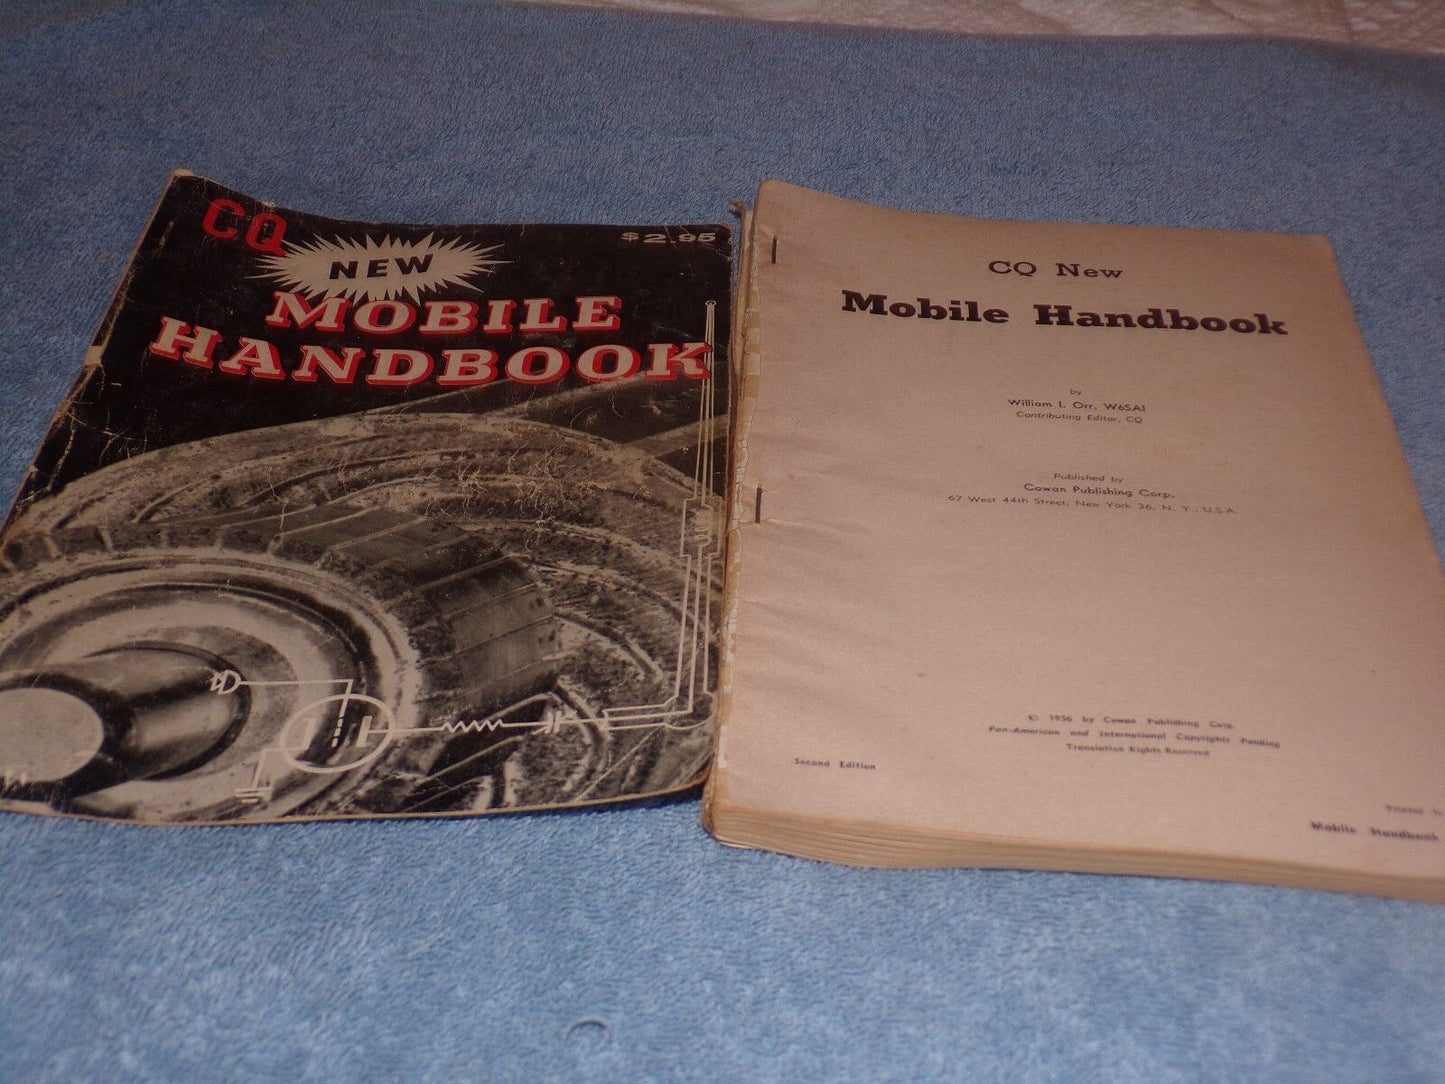 CQ
$2.95
NEW
MOBILE
HANDBOOK
CQ New
Mobile Handbook
by
William I. Orr, W6SAI
Contributing Editor, CQ
Published by
Cowan Publishing Corp.
67 West 44th Street, New York 36, N. Y., U.S.A.
© 1956 by Cowan Publishing Corp.
Pan-American and International Copyrights Pending
Translation Rights Reserved
Second Edition
Printed
Mobile Handbook